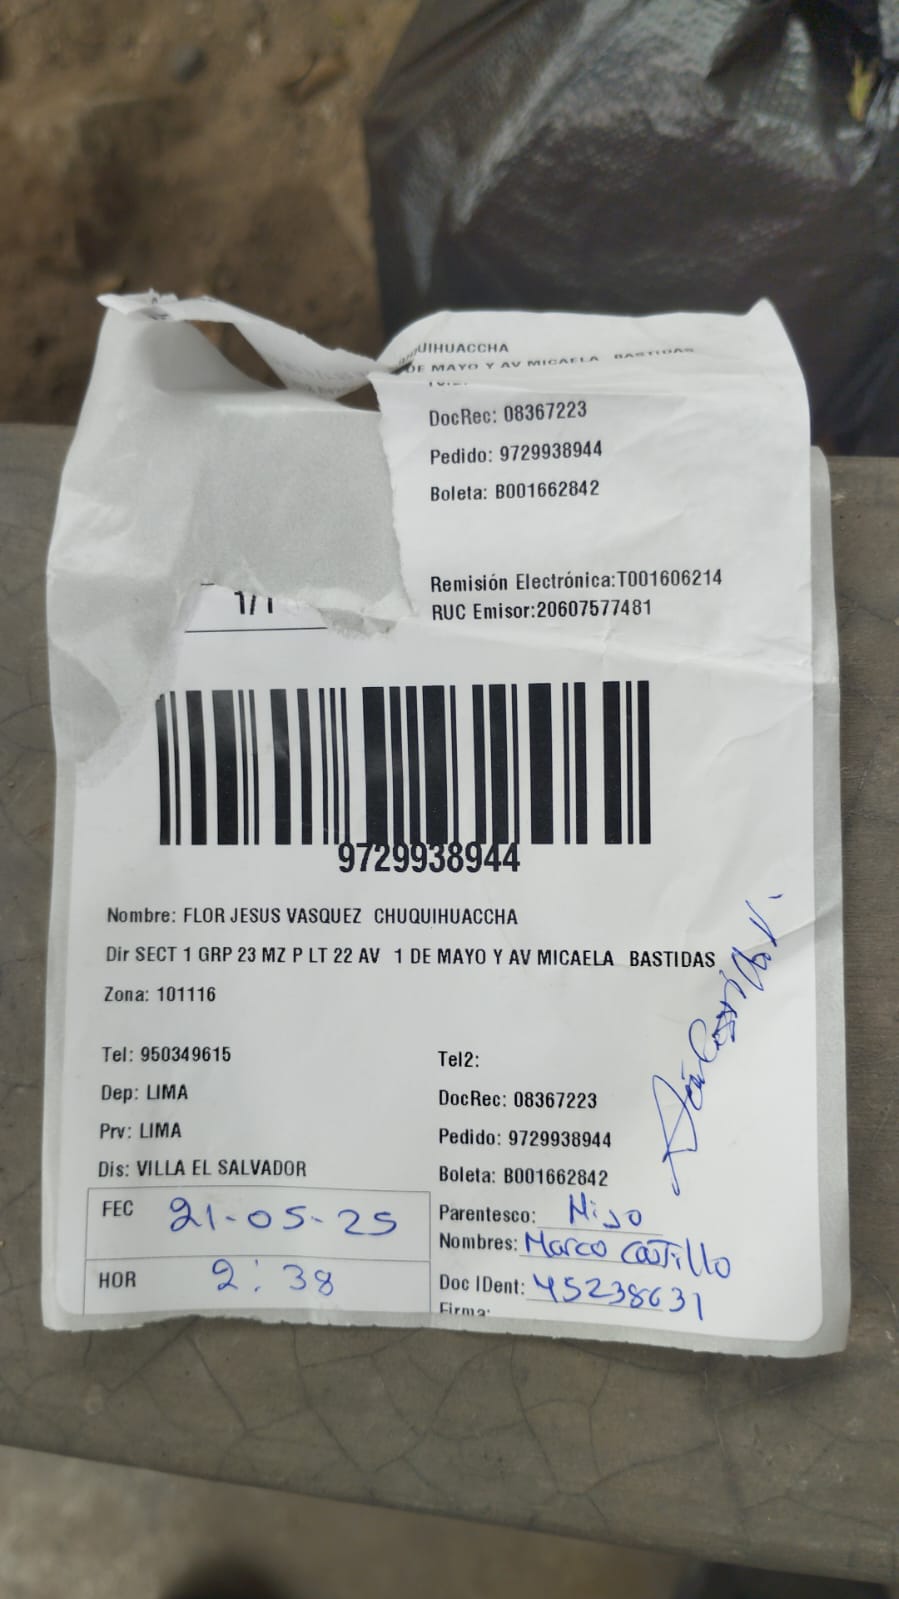 UIHUACCHA
DE MAYO Y AV MICAELA BASTIDAS
DocRec: 08367223
Pedido: 9729938944
Boleta: B001662842
Remisión Electrónica:T001606214
RUC Emisor:20607577481
1/1
9729938944
Nombre: FLOR JESUS VASQUEZ CHUQUIHUACCHA
Dir SECT 1 GRP 23 MZ P LT 22 AV 1 DE MAYO Y AV MICAELA BASTIDAS
Zona: 101116
Tel: 950349615
Tel2:
Dep: LIMA
DocRec: 08367223
Prv: LIMA
Pedido: 9729938944
Dis: VILLA EL SALVADOR
Boleta: B001662842
FEC 21-05-25
Parentesco: Hijo
Nombres: Marco Castillo
HOR 2:38
Doc IDent: 45238631
Firma: